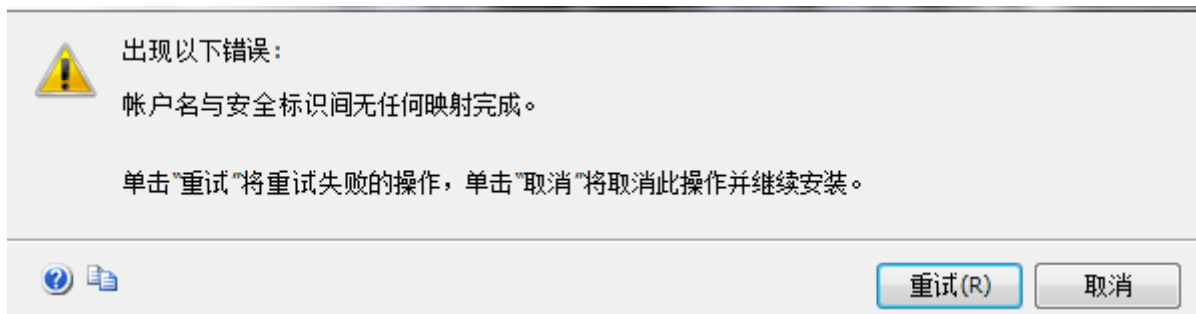 出现以下错误:
帐户名与安全标识间无任何映射完成。
单击"重试"将重试失败的操作，单击"取消"将取消此操作并继续安装。
重试(R) 取消